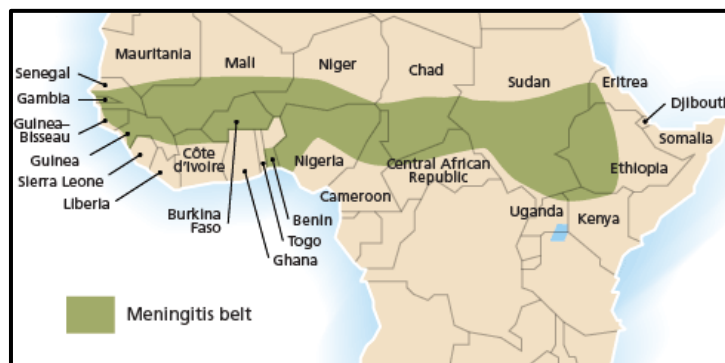 Mauritania
Mali
Niger
Chad
Sudan
Eritrea
Djibouti
Senegal
Gambia
Guinea–
Bisseau
Guinea
Sierra Leone
Liberia
Côte
d'Ivoire
Burkina
Faso
Ghana
Togo
Benin
Nigeria
Cameroon
Central African
Republic
Somalia
Ethiopia
Uganda
Kenya
Meningitis belt